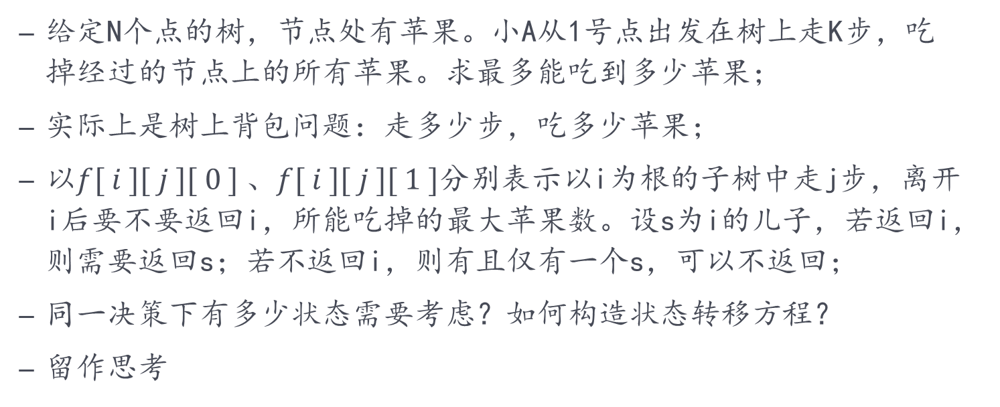 – 给定N个点的树，节点处有苹果。小A从1号点出发在树上走K步，吃
掉经过的节点上的所有苹果。求最多能吃到多少苹果；
– 实际上是树上背包问题：走多少步，吃多少苹果；
– 以f[i][j][0]、f[i][j][1]分别表示以i为根的子树中走j步，离开
i后要不要返回i，所能吃掉的最大苹果数。设s为i的儿子，若返回i，
则需要返回s；若不返回i，则有且仅有一个s，可以不返回；
– 同一决策下有多少状态需要考虑？如何构造状态转移方程？
– 留作思考